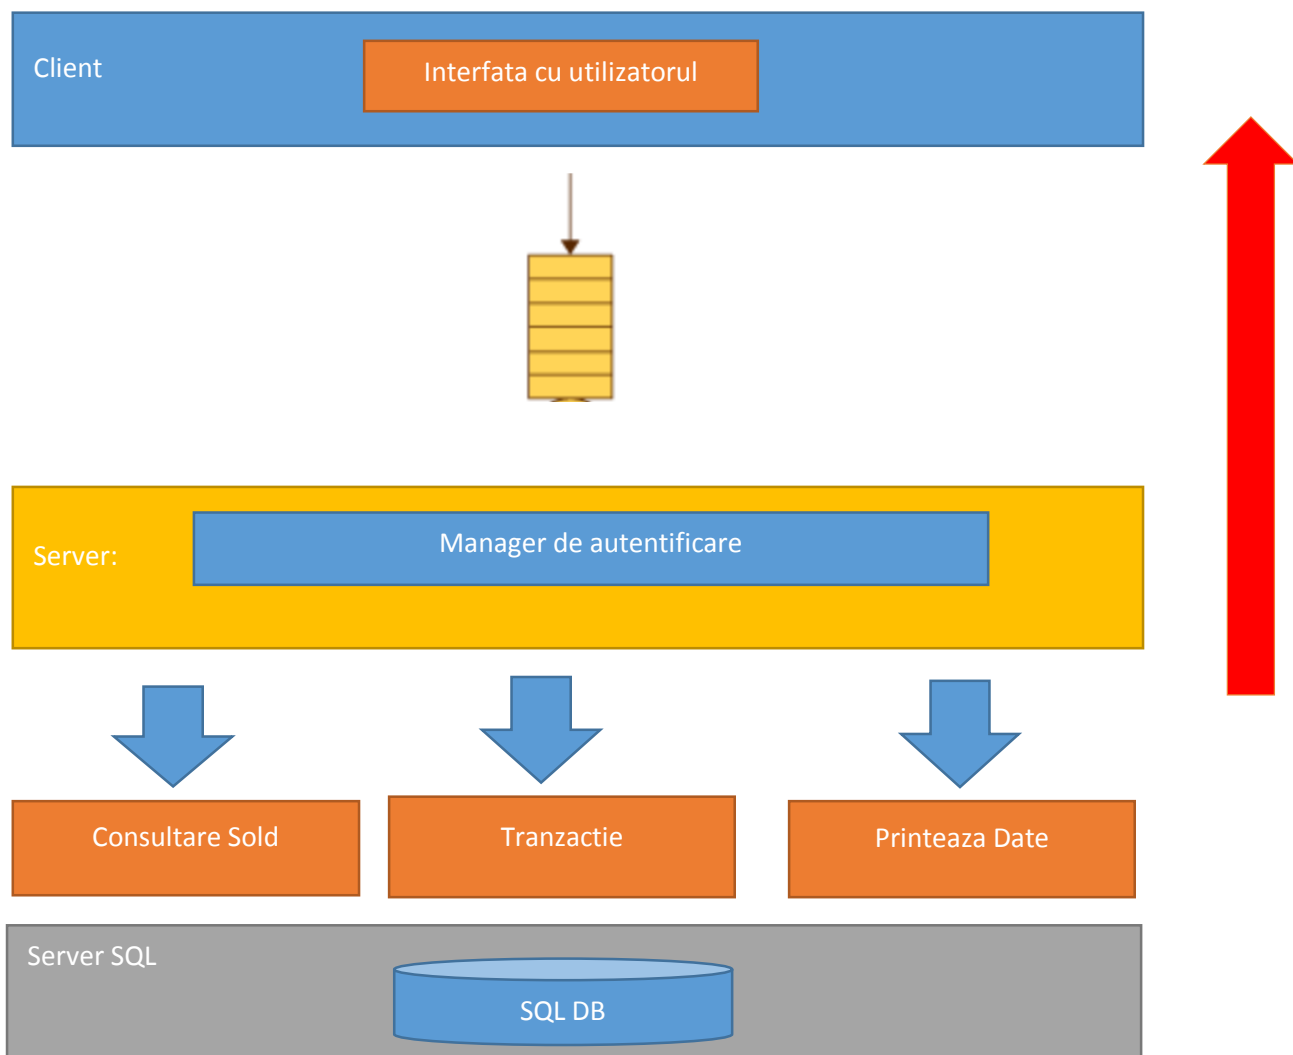 Client
Interfata cu utilizatorul
Server:
Manager de autentificare
Consultare Sold
Tranzactie
Printeaza Date
Server SQL
SQL DB